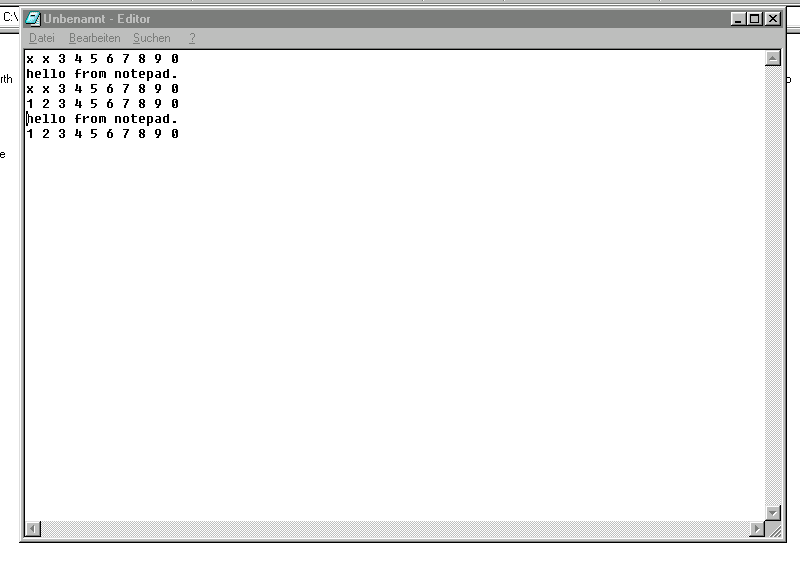 C:\
Unbenannt - Editor
Datei Bearbeiten Suchen ?
x x 3 4 5 6 7 8 9 0
hello from notepad.
x x 3 4 5 6 7 8 9 0
1 2 3 4 5 6 7 8 9 0
hello from notepad.
1 2 3 4 5 6 7 8 9 0
rth
o
e